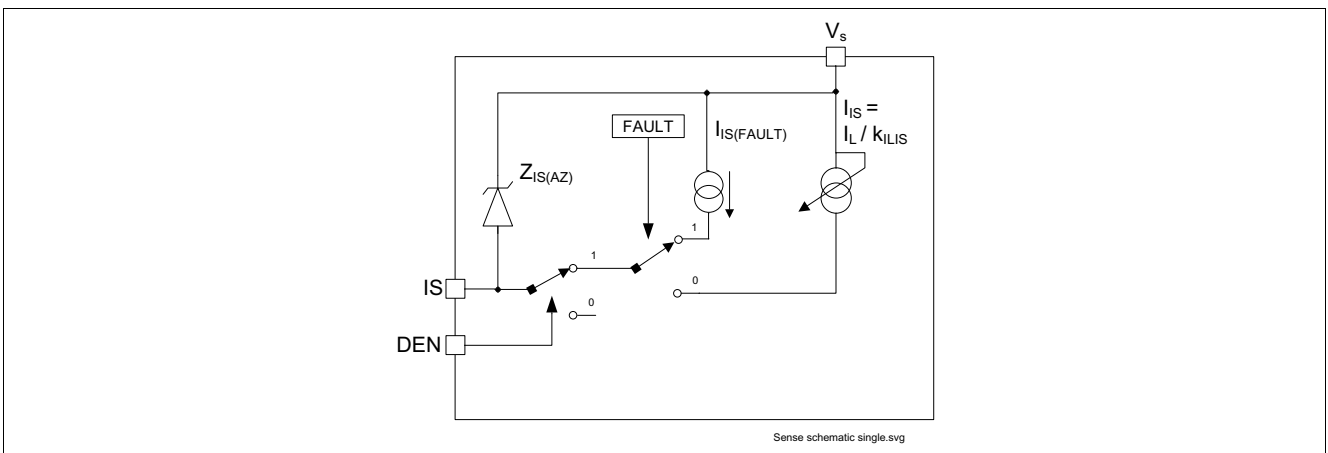 Vs
IIS =
IL / kILIS
FAULT
IIS(FAULT)
ZIS(AZ)
1
1
0
IS
0
DEN
Sense schematic single.svg